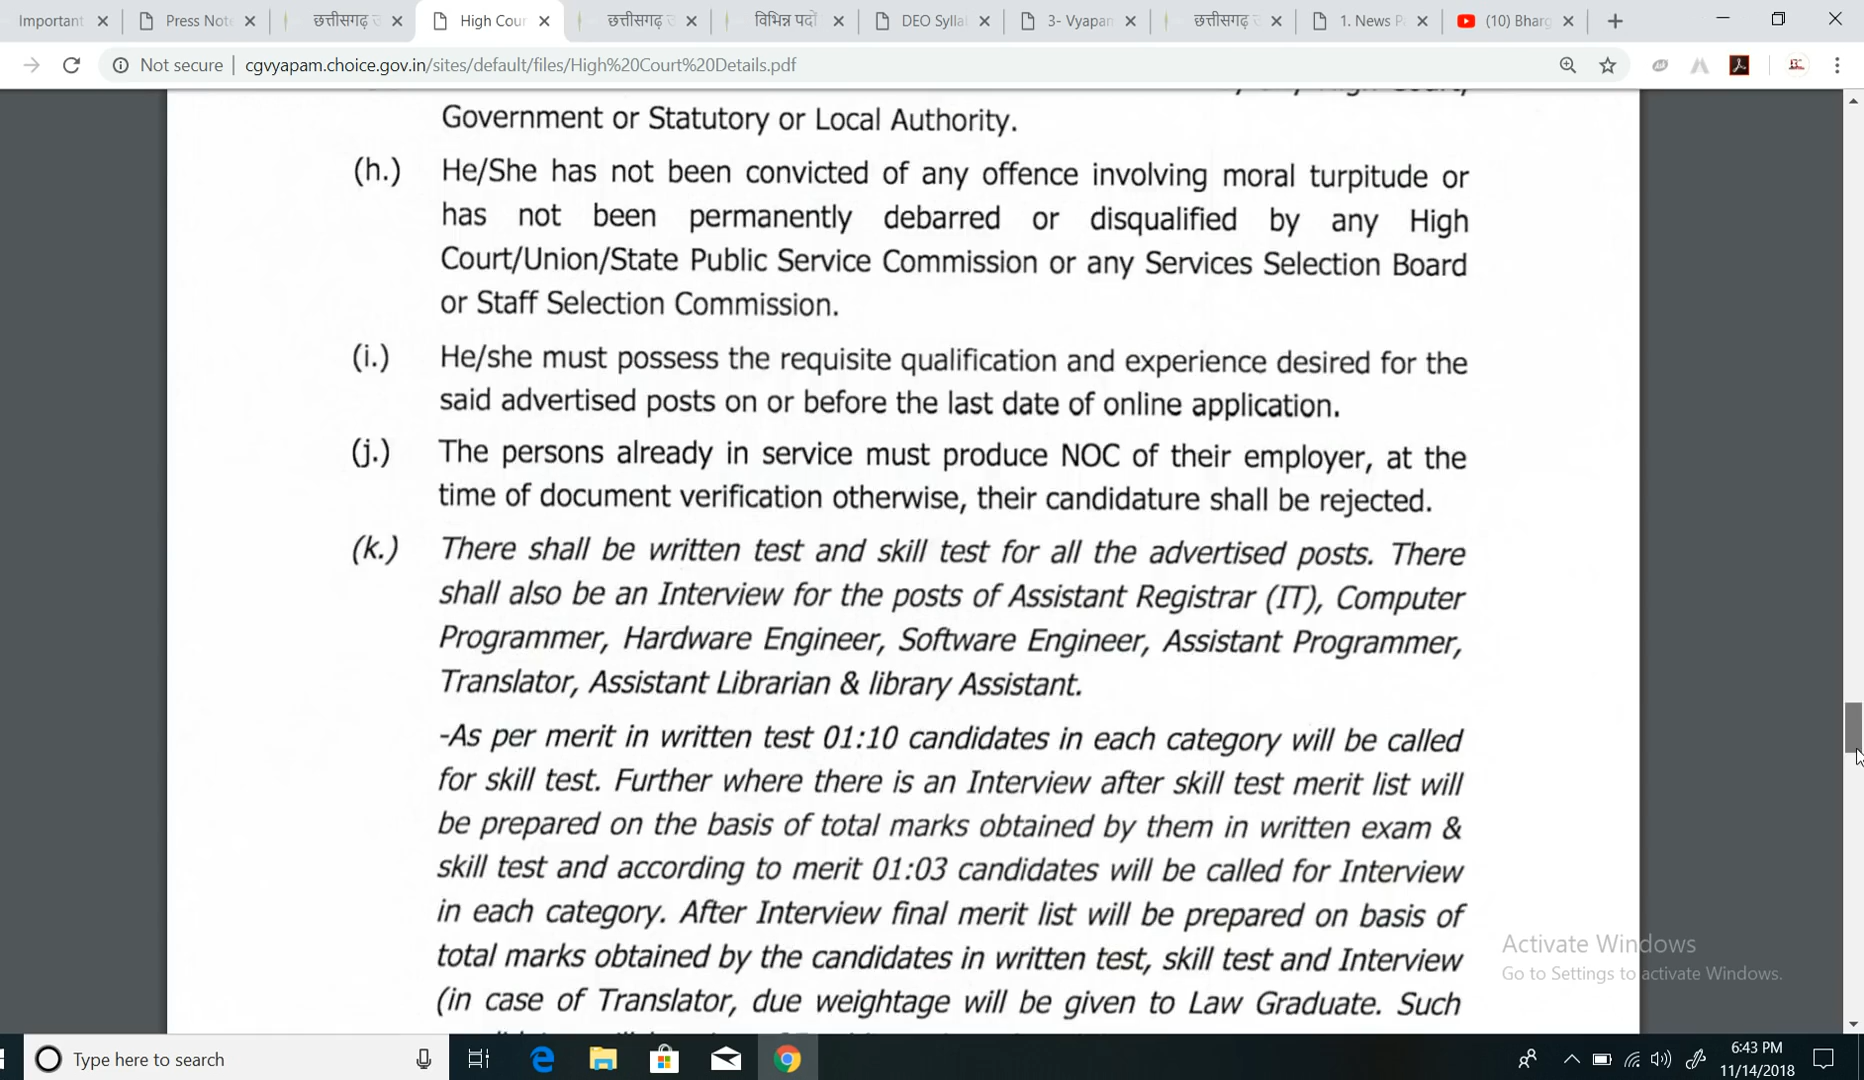 Important
Press Note
छत्तीसगढ़ उ
High Cour
छत्तीसगढ़ उ
विभिन्न पदों
DEO Sylla
3- Vyapam
छत्तीसगढ़ उ
1. News P
(10) Bharg
Not secure | cgvyapam.choice.gov.in/sites/default/files/High%20Court%20Details.pdf
Government or Statutory or Local Authority.
(h.) He/She has not been convicted of any offence involving moral turpitude or
has not been permanently debarred or disqualified by any High
Court/Union/State Public Service Commission or any Services Selection Board
or Staff Selection Commission.
(i.) He/she must possess the requisite qualification and experience desired for the
said advertised posts on or before the last date of online application.
(j.) The persons already in service must produce NOC of their employer, at the
time of document verification otherwise, their candidature shall be rejected.
(k.) There shall be written test and skill test for all the advertised posts. There
shall also be an Interview for the posts of Assistant Registrar (IT), Computer
Programmer, Hardware Engineer, Software Engineer, Assistant Programmer,
Translator, Assistant Librarian & library Assistant.
-As per merit in written test 01:10 candidates in each category will be called
for skill test. Further where there is an Interview after skill test merit list will
be prepared on the basis of total marks obtained by them in written exam &
skill test and according to merit 01:03 candidates will be called for Interview
in each category. After Interview final merit list will be prepared on basis of
total marks obtained by the candidates in written test, skill test and Interview
(in case of Translator, due weightage will be given to Law Graduate. Such
Activate Windows
Go to Settings to activate Windows.
Type here to search
6:43 PM
11/14/2018